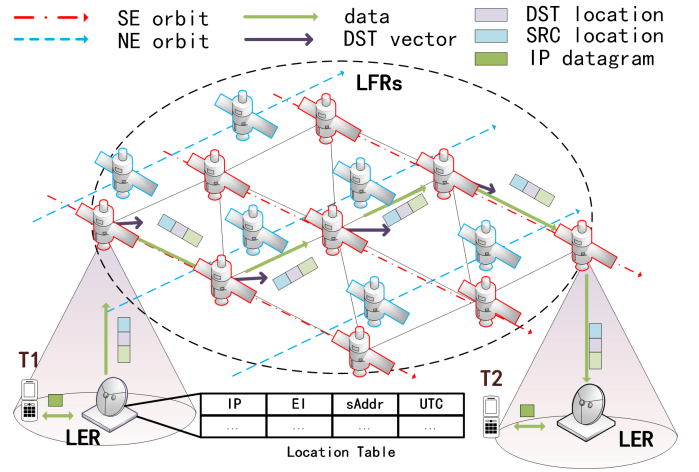 SE orbit data DST location
NE orbit DST vector SRC location
IP datagram
LFRs
T1
T2
LER
IP EI sAddr UTC
... ... ... ...
Location Table
LER